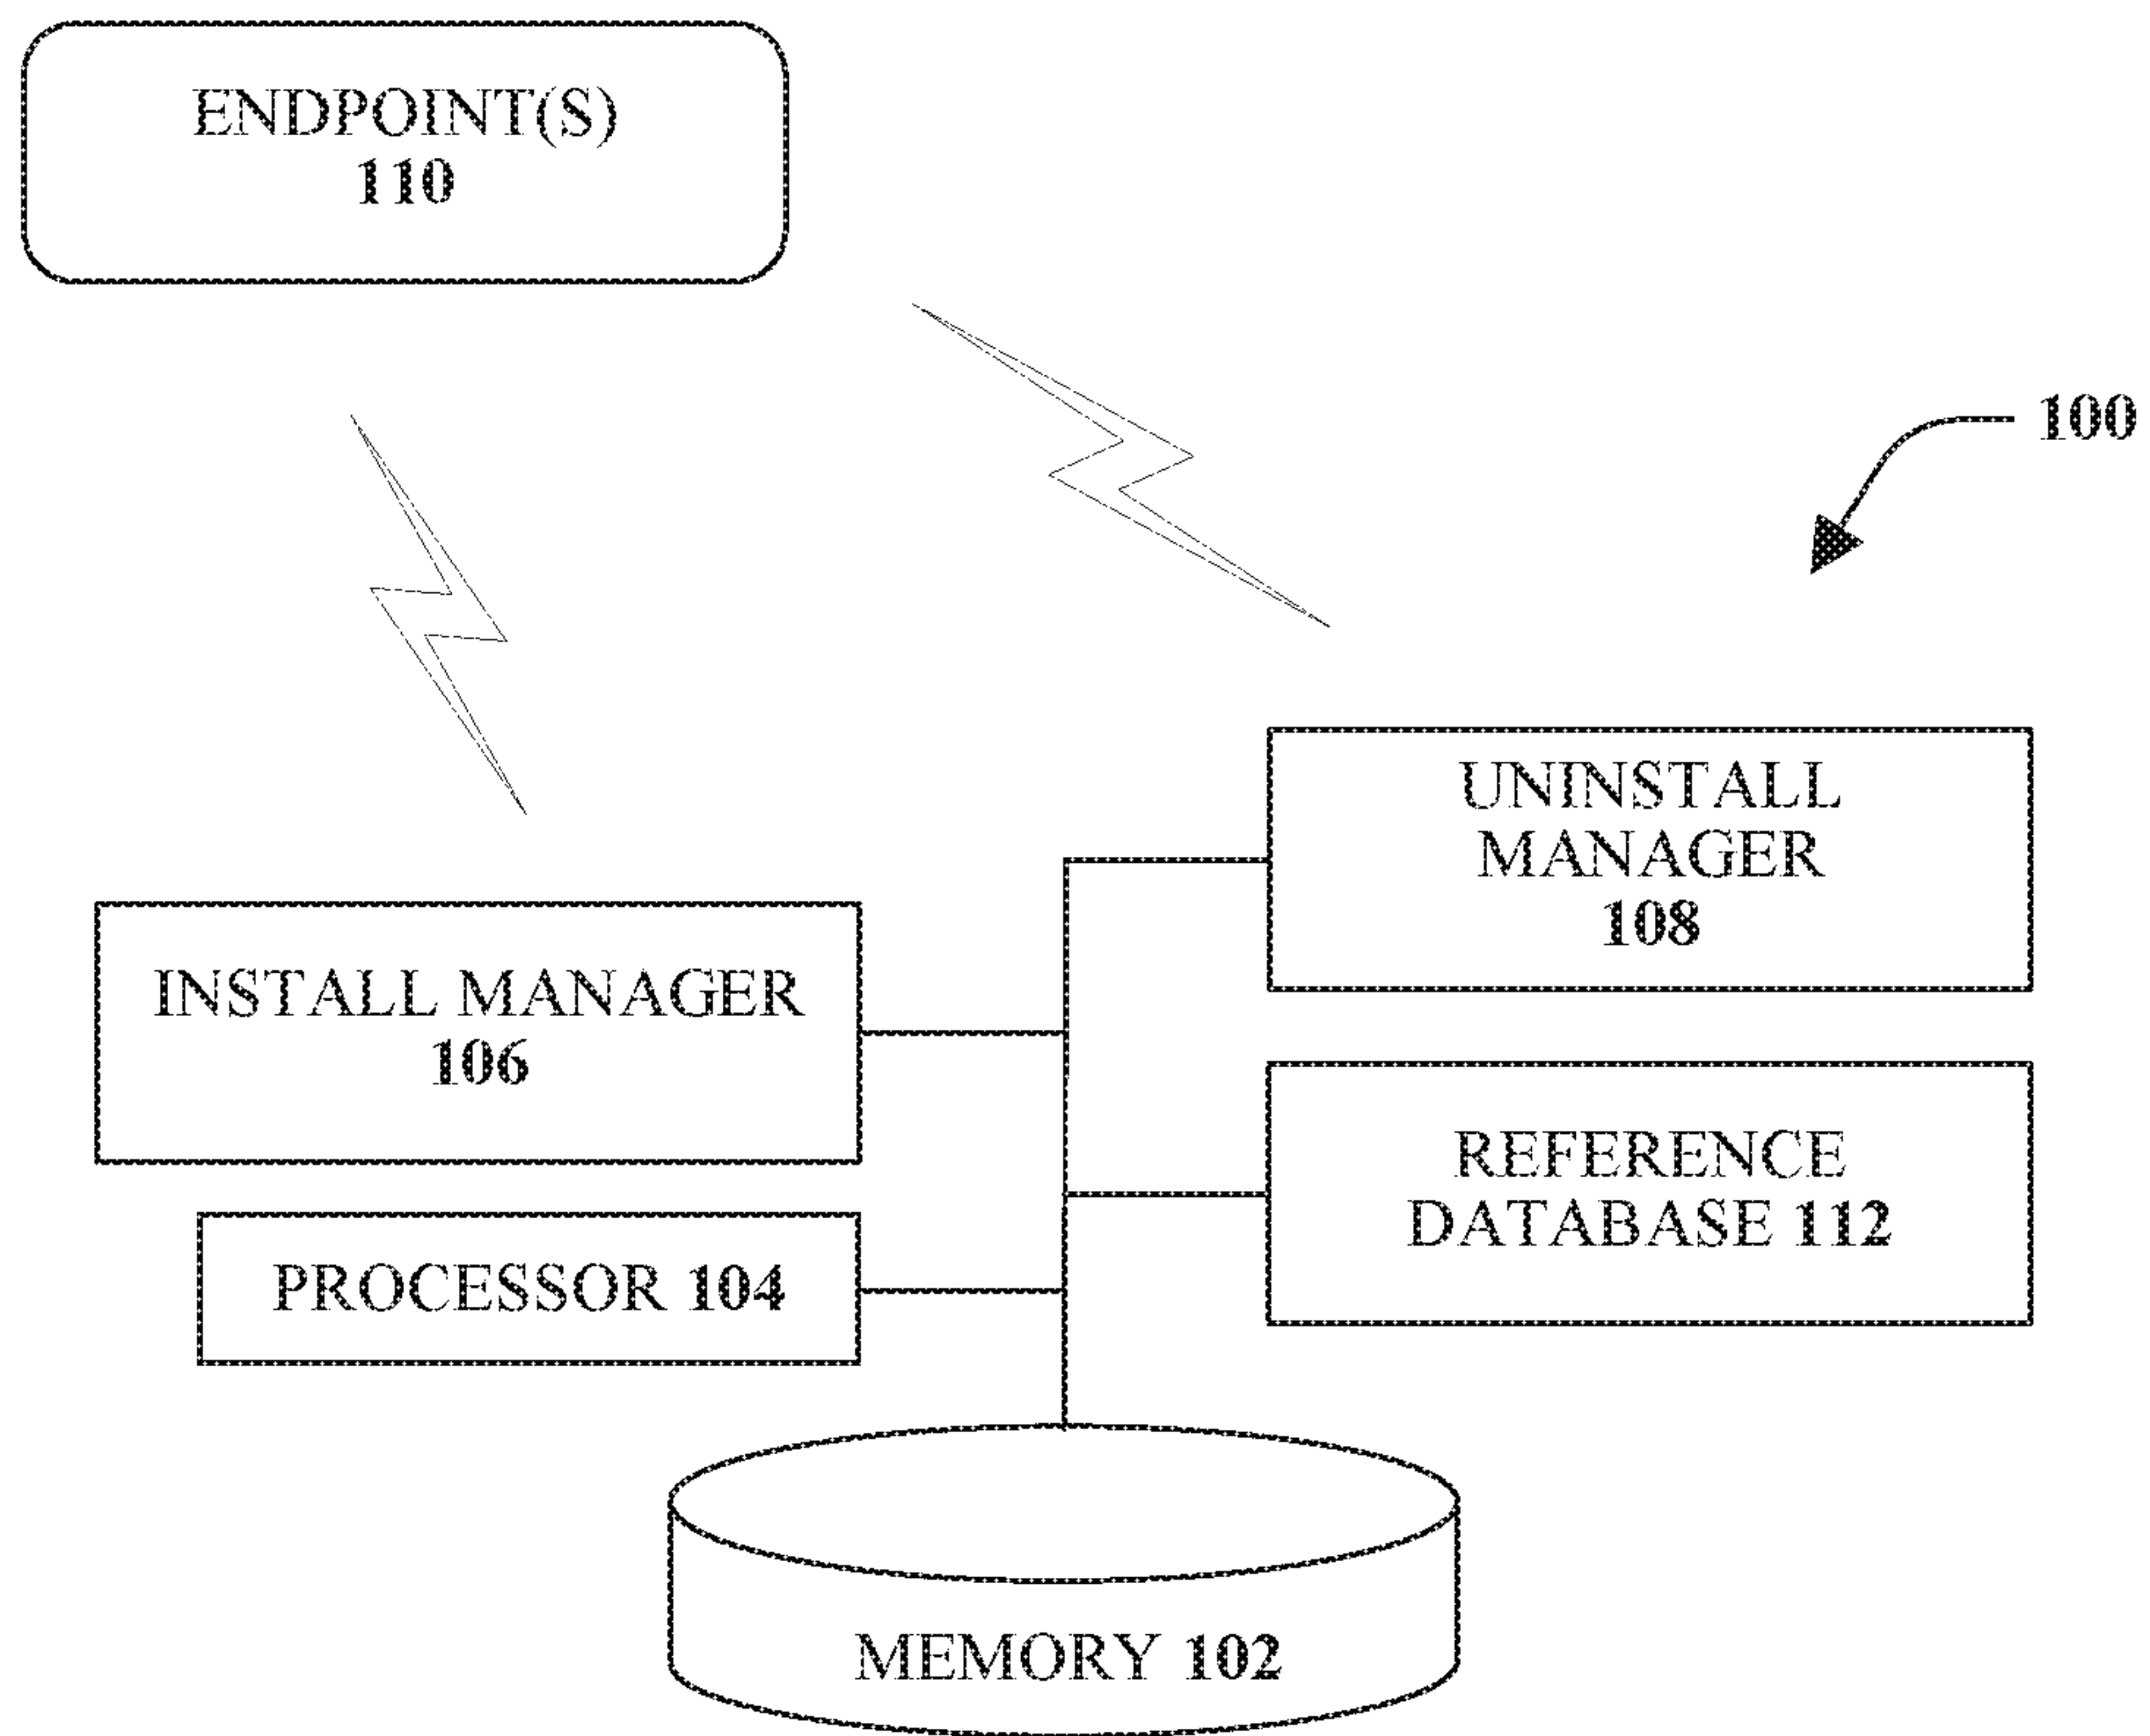 ENDPOINT(S)
110
100
UNINSTALL
MANAGER
108
INSTALL MANAGER
106
REFERENCE
DATABASE 112
PROCESSOR 104
MEMORY 102